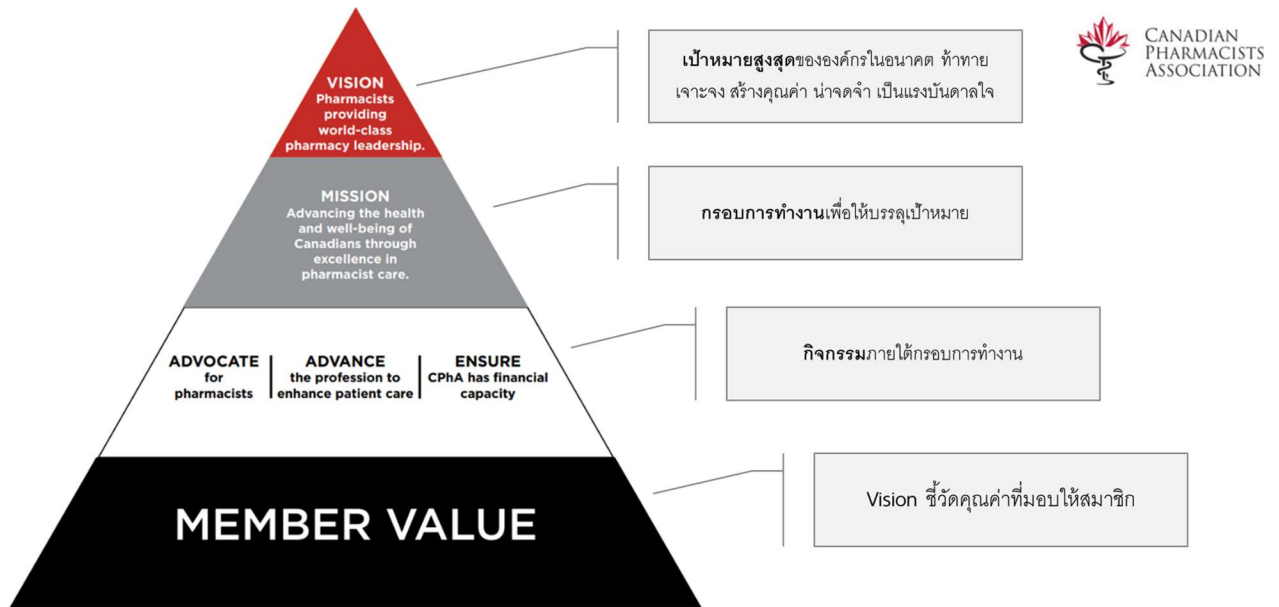 VISION
Pharmacists
providing
world-class
pharmacy leadership.
เป้าหมายสูงสุดขององค์กรในอนาคต ท้าทาย
เจาะจง สร้างคุณค่า น่าจดจำ เป็นแรงบันดาลใจ
CANADIAN
PHARMACISTS
ASSOCIATION
MISSION
Advancing the health
and well-being of
Canadians through
excellence in
pharmacist care.
กรอบการทำงานเพื่อให้บรรลุเป้าหมาย
ADVOCATE
for
pharmacists
ADVANCE
the profession to
enhance patient care
ENSURE
CPhA has financial
capacity
กิจกรรมภายใต้กรอบการทำงาน
MEMBER VALUE
Vision ชี้วัดคุณค่าที่มอบให้สมาชิก